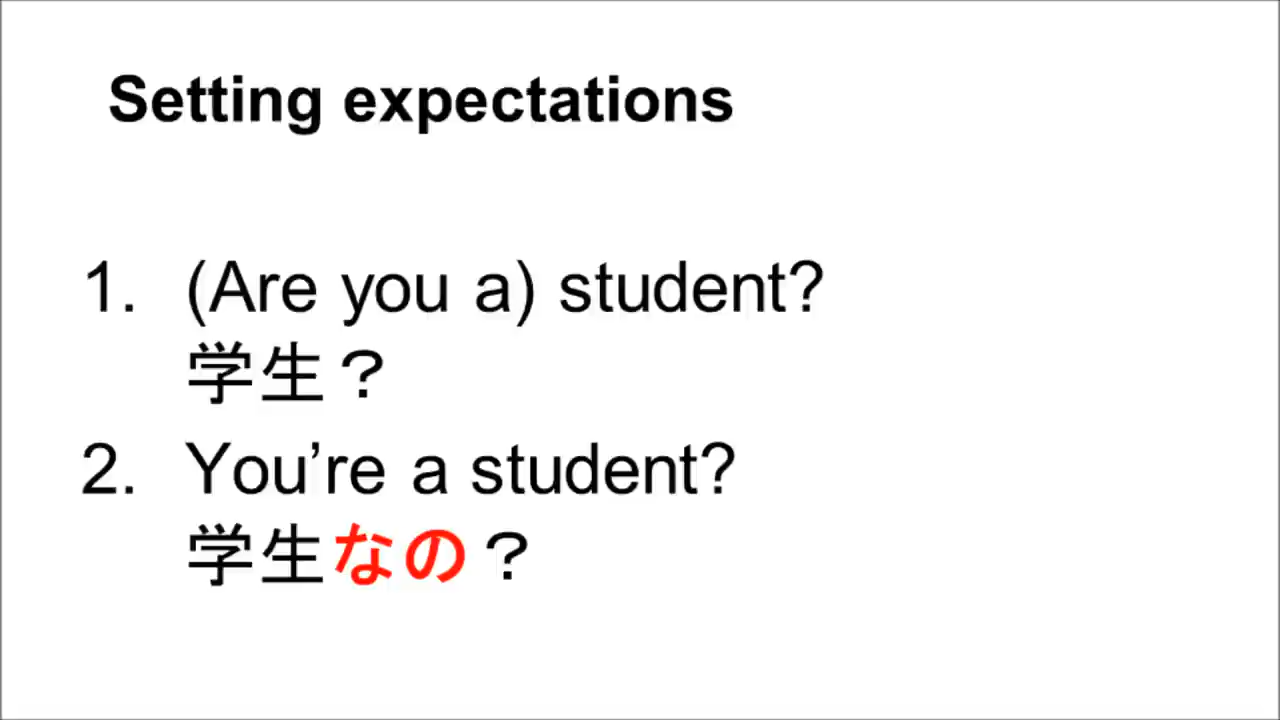 Setting expectations
1. (Are you a) student?
学生？
2. You’re a student?
学生なの？